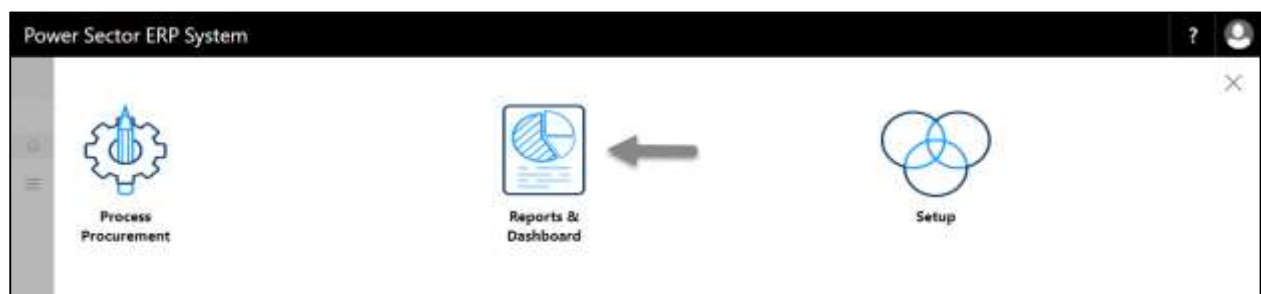 Power Sector ERP System
?
Process
Procurement
Reports &
Dashboard
Setup